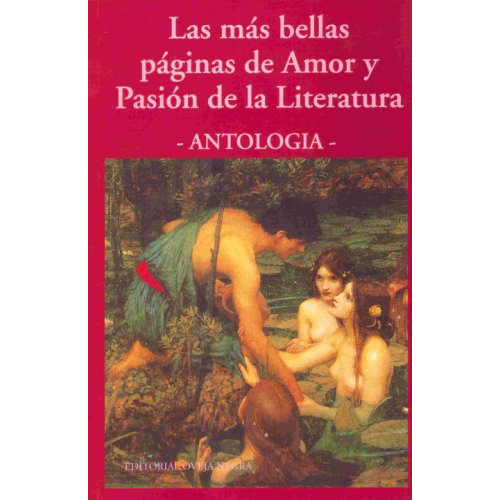 Las más bellas
páginas de Amor y
Pasión de la Literatura
- ANTOLOGIA -
EDITORIAL OVEJA NEGRA